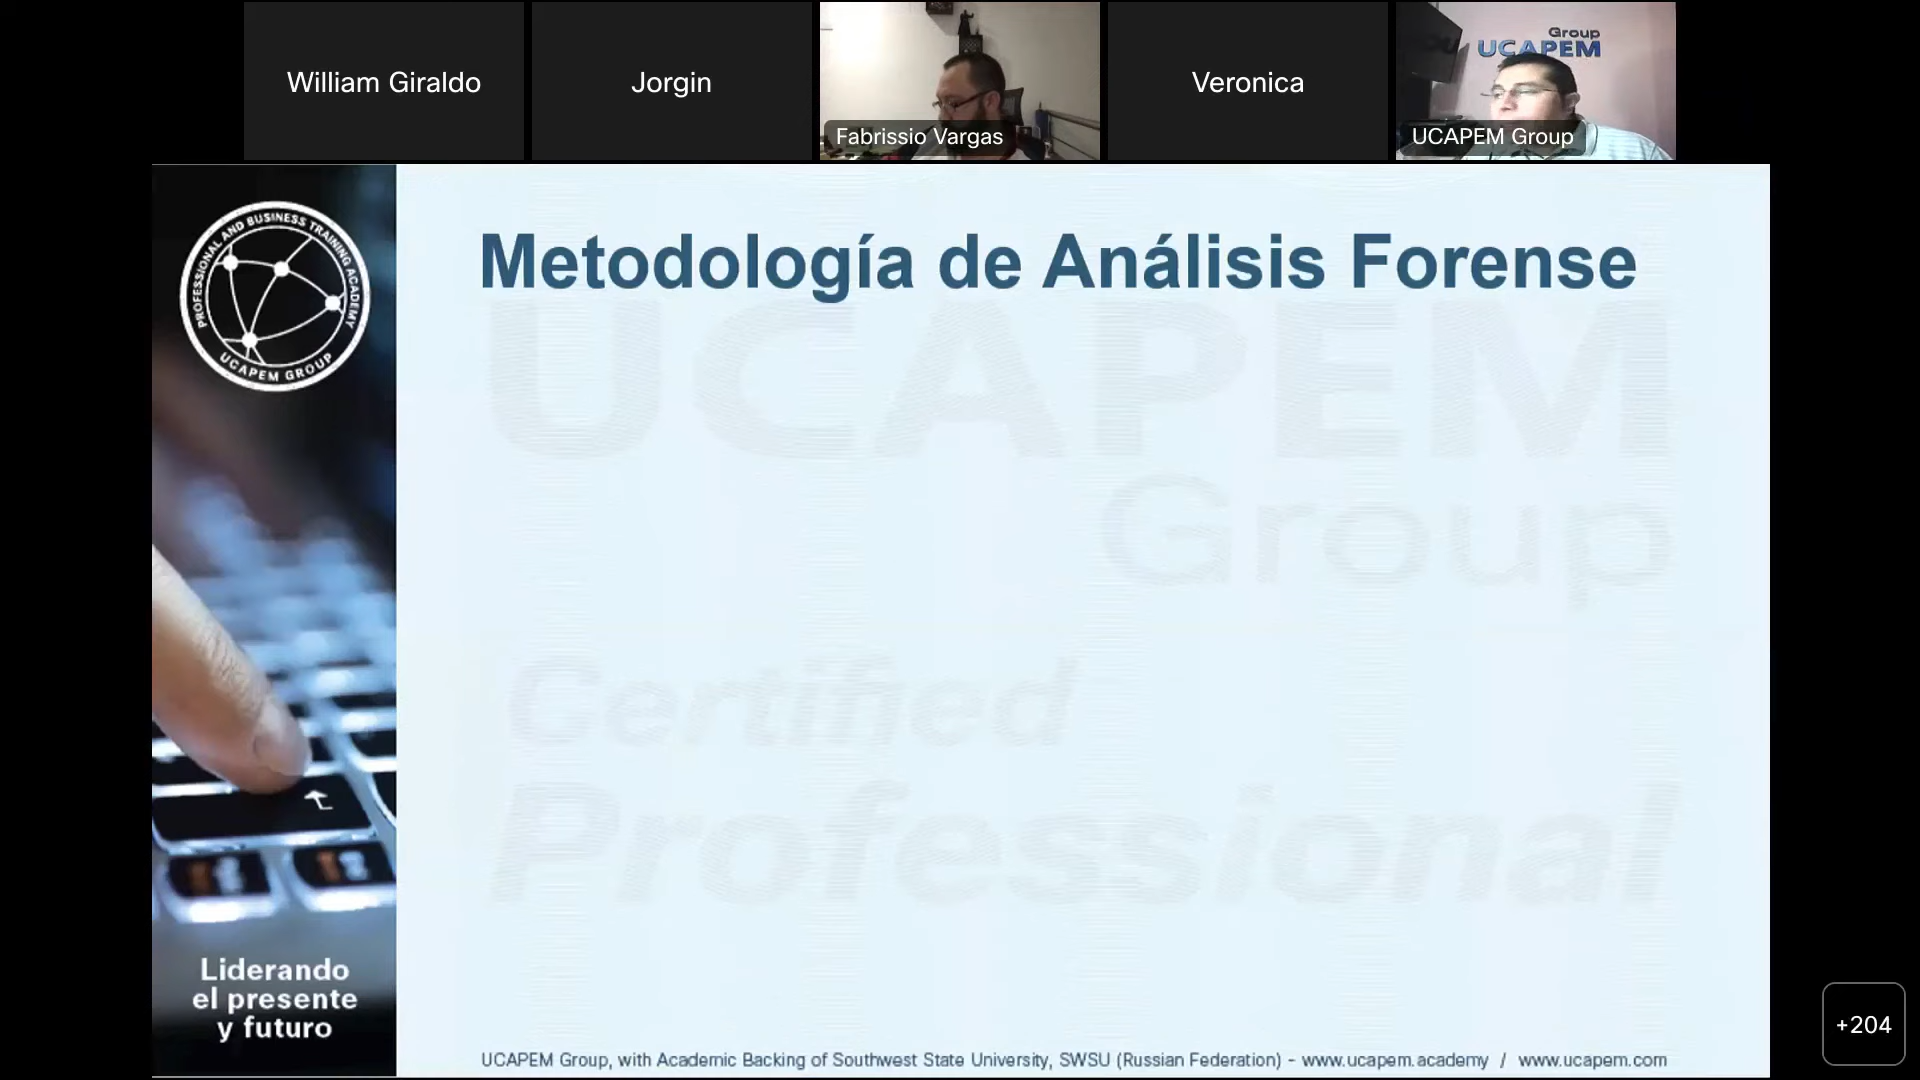 William Giraldo
Jorgin
Fabrissio Vargas
Veronica
Group
UCAPEM
UCAPEM Group
PROFESSIONAL AND BUSINESS TRAINING ACADEMY
UCAPEM GROUP
Metodología de Análisis Forense
UCAPEM
Group
Certified
Professional
Liderando
el presente
y futuro
UCAPEM Group, with Academic Backing of Southwest State University, SWSU (Russian Federation) - www.ucapem.academy / www.ucapem.com
+204